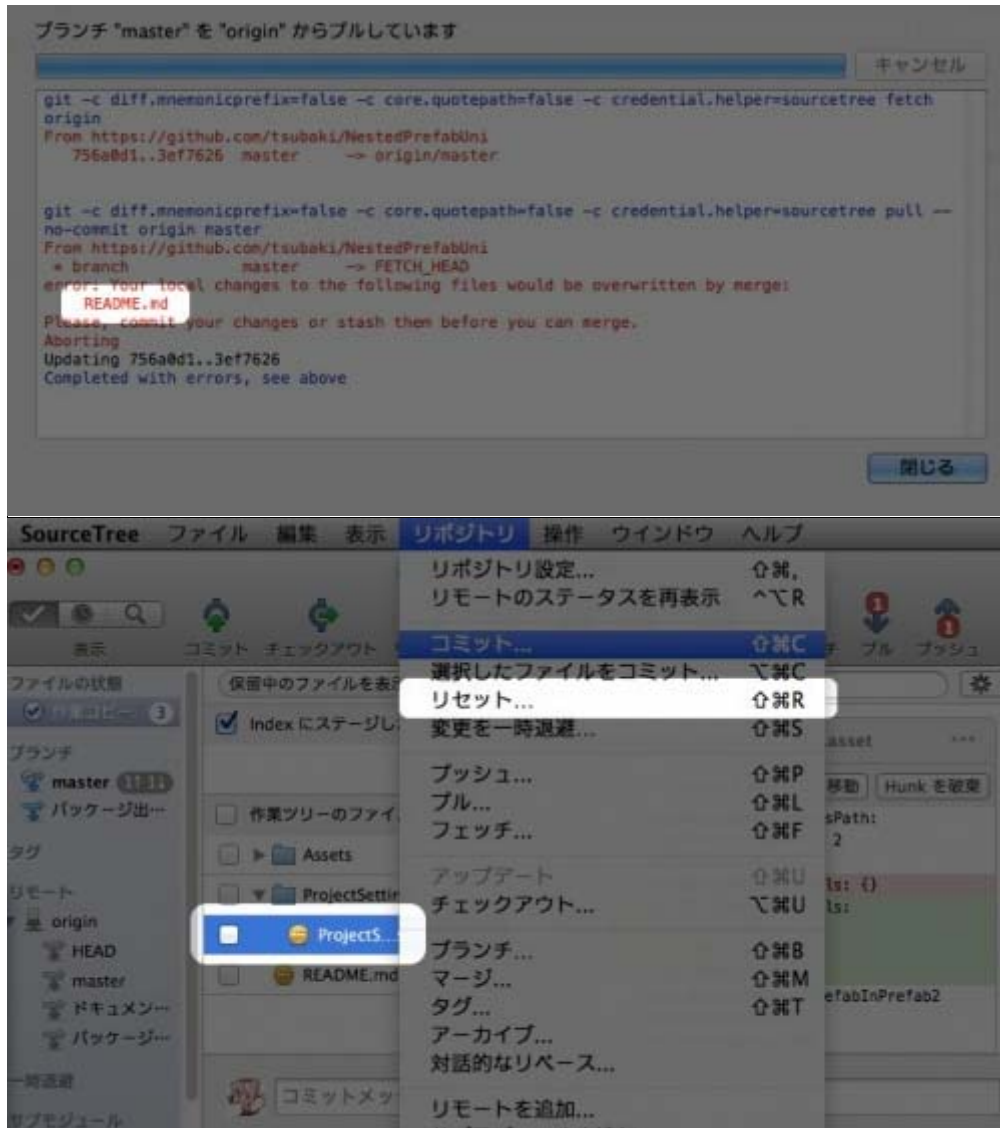 ブランチ "master" を "origin" からプルしています
キャンセル
git -c diff.mnemonicprefix=false -c core.quotepath=false -c credential.helper=sourcetree fetch
origin
From https://github.com/tsubaki/NestedPrefabUni
756a0d1..3ef7626 master -> origin/master
git -c diff.mnemonicprefix=false -c core.quotepath=false -c credential.helper=sourcetree pull --
no-commit origin master
From https://github.com/tsubaki/NestedPrefabUni
* branch master -> FETCH_HEAD
error: Your local changes to the following files would be overwritten by merge:
README.md
Please, commit your changes or stash them before you can merge.
Aborting
Updating 756a0d1..3ef7626
Completed with errors, see above
閉じる
SourceTree ファイル 編集 表示 リポジトリ 操作 ウインドウ ヘルプ
リポジトリ設定... ⇧⌘,
リモートのステータスを再表示 ^⌥R
コミット... ⇧⌘C
選択したファイルをコミット... ⌥⌘C
リセット... ⇧⌘R
変更を一時退避... ⇧⌘S
プッシュ... ⇧⌘P
プル... ⇧⌘L
フェッチ... ⇧⌘F
アップデート ⇧⌘U
チェックアウト... ⌥⌘U
ブランチ... ⇧⌘B
マージ... ⇧⌘M
タグ... ⇧⌘T
アーカイブ...
対話的なリベース...
リモートを追加...
表示
コミット チェックアウト
1 1
プル プッシュ
ファイルの状態
作業コピー 3
ブランチ
master
パッケージ出…
タグ
リモート
origin
HEAD
master
ドキュメン…
パッケージ…
一時退避
サブモジュール
保留中のファイルを表示
Index にステージし
作業ツリーのファイ
Assets
ProjectSettin
ProjectS...
README.md
コミットメッ
asset
移動 Hunk を破棄
sPath:
2
ls: {}
ls:
efabInPrefab2